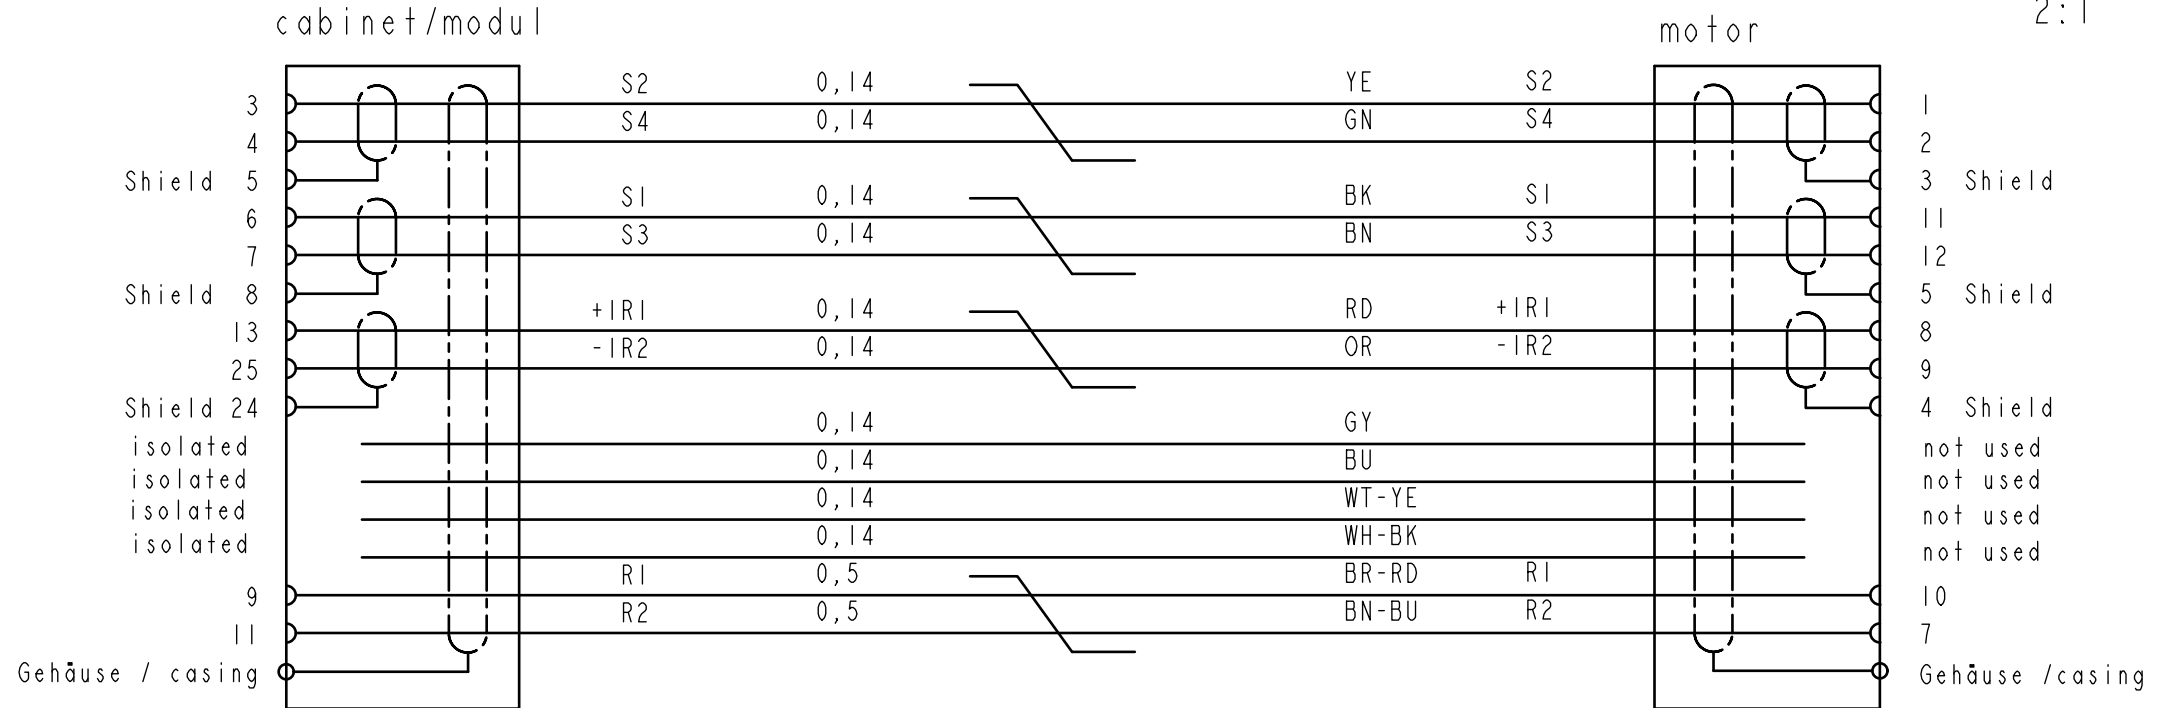 cabinet/modul
motor
2:1
S2 0,14 YE S2
3 1
S4 0,14 GN S4
4 2
Shield 5 3 Shield
S1 0,14 BK S1
6 11
S3 0,14 BN S3
7 12
Shield 8 5 Shield
+IR1 0,14 RD +IR1
13 8
-IR2 0,14 OR -IR2
25 9
Shield 24 4 Shield
0,14 GY
isolated not used
0,14 BU
isolated not used
0,14 WT-YE
isolated not used
0,14 WH-BK
isolated not used
R1 0,5 BR-RD R1
9 10
R2 0,5 BN-BU R2
11 7
Gehäuse / casing Gehäuse /casing